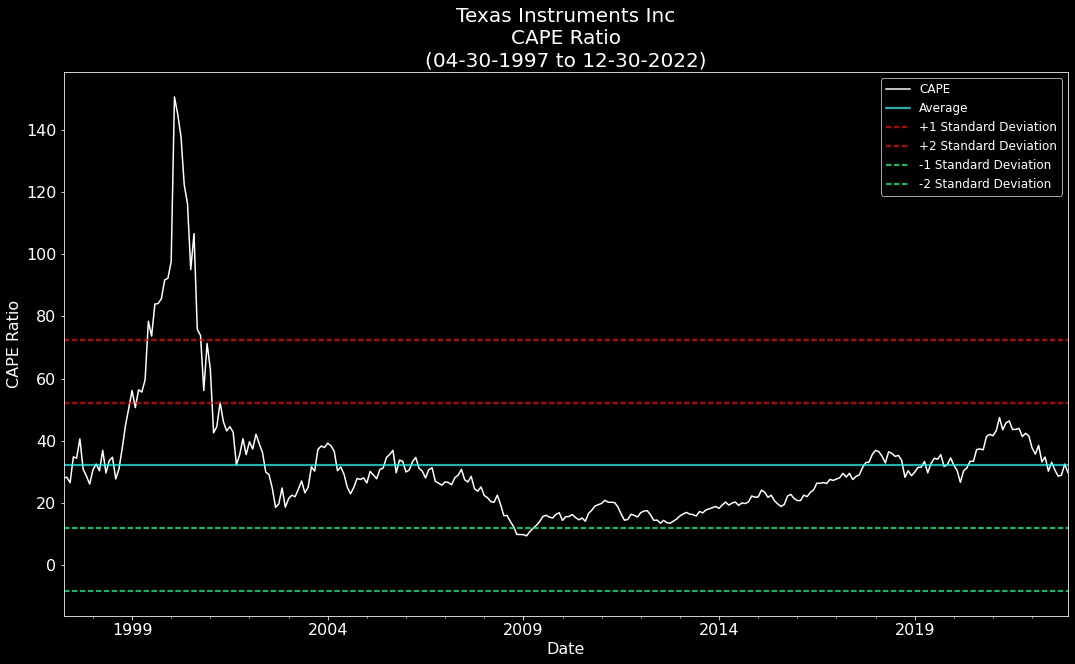 Texas Instruments Inc
CAPE Ratio
(04-30-1997 to 12-30-2022)
CAPE
Average
+1 Standard Deviation
+2 Standard Deviation
-1 Standard Deviation
-2 Standard Deviation
CAPE Ratio
140
120
100
80
60
40
20
0
1999 2004 2009 2014 2019
Date